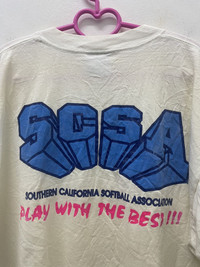 SCSA
SOUTHERN CALIFORNIA SOFTBALL ASSOCIATION
PLAY WITH THE BEST!!!